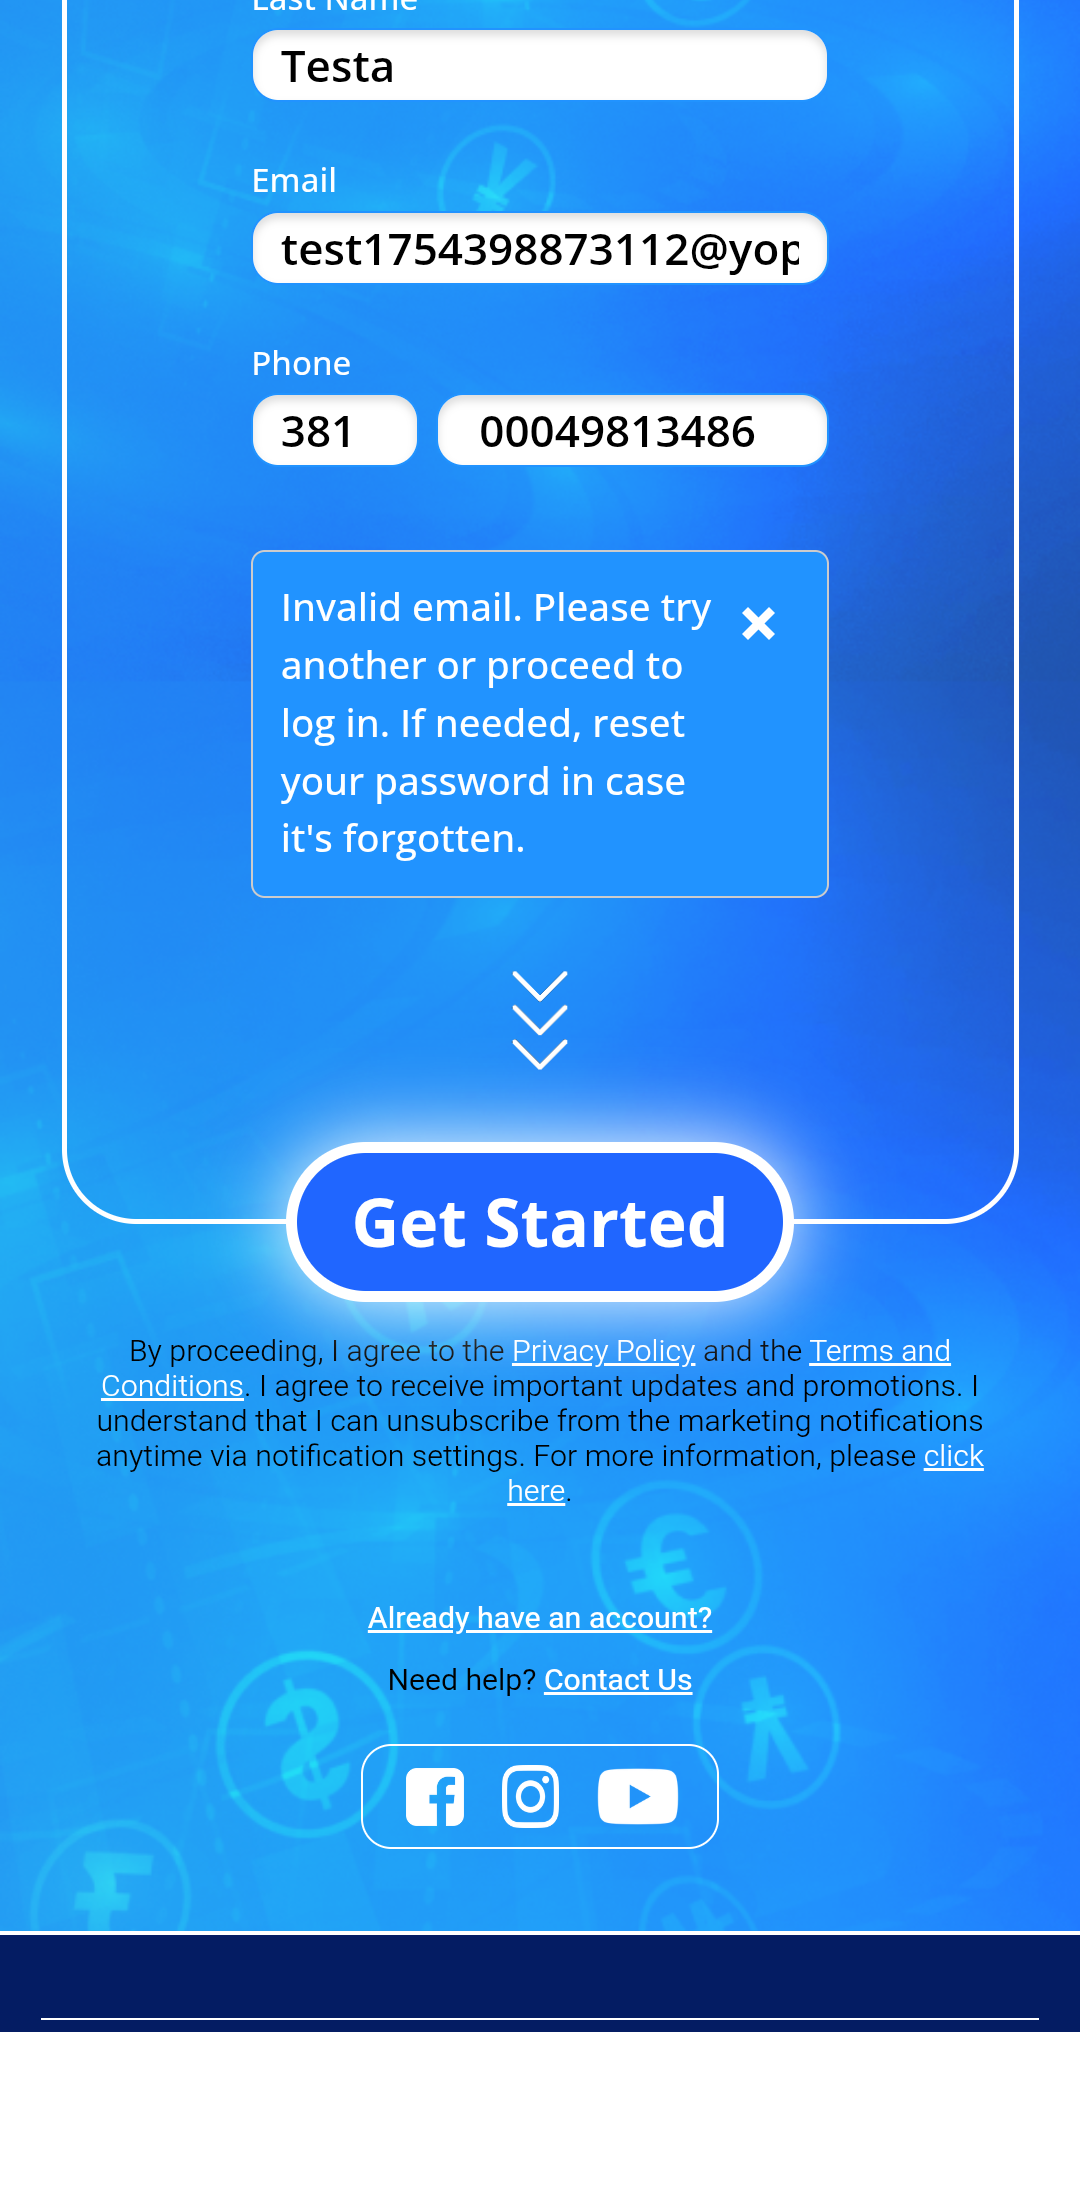 Last Name
Testa
Email
test1754398873112@yop
Phone
381
00049813486
Invalid email. Please try
another or proceed to
log in. If needed, reset
your password in case
it's forgotten.
Get Started
By proceeding, I agree to the Privacy Policy and the Terms and
Conditions. I agree to receive important updates and promotions. I
understand that I can unsubscribe from the marketing notifications
anytime via notification settings. For more information, please click
here.
Already have an account?
Need help? Contact Us